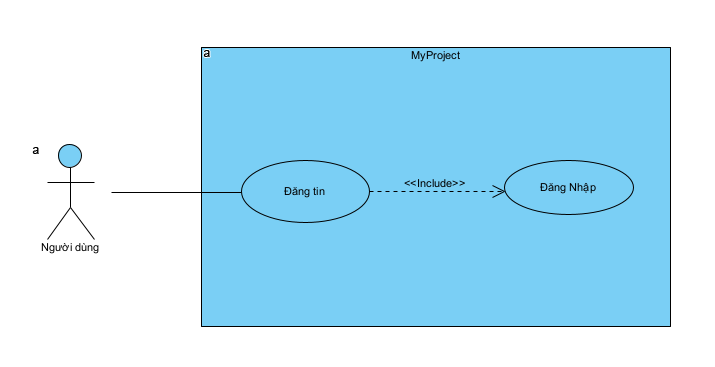 a
MyProject
a
Người dùng
Đăng tin
<<Include>>
Đăng Nhập